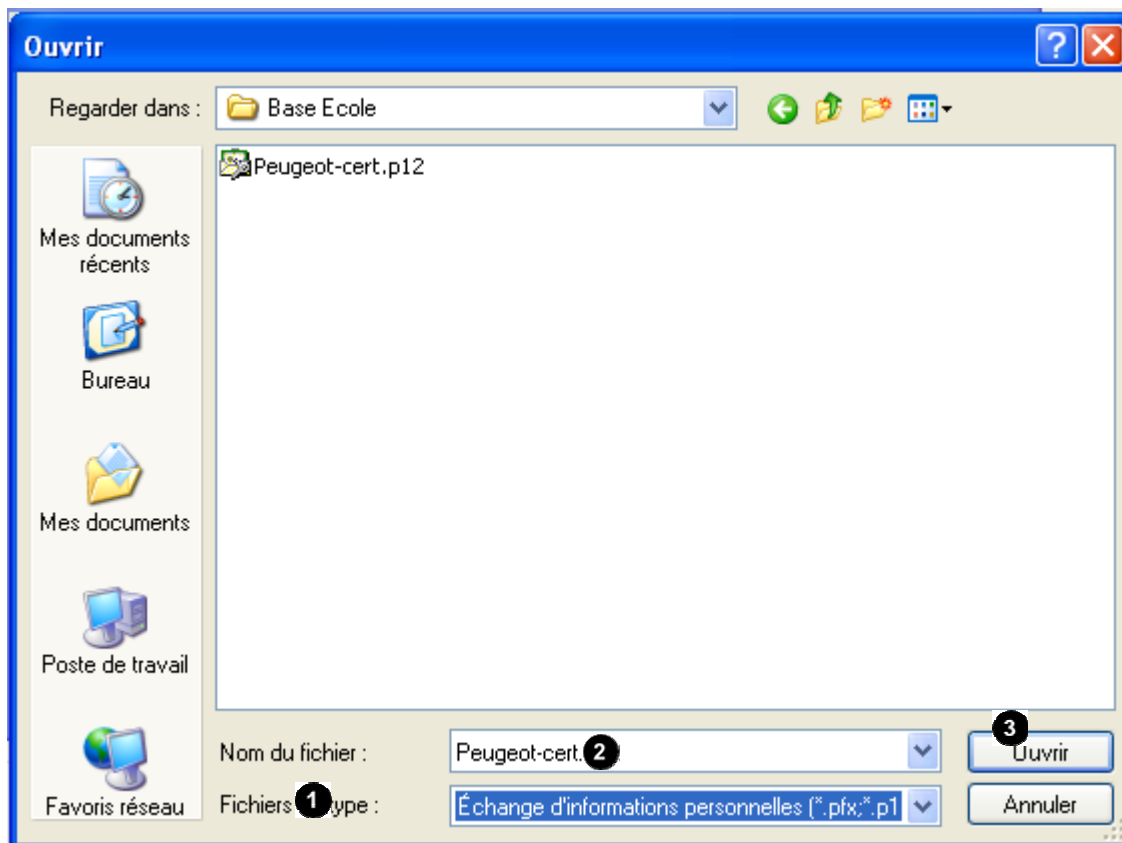 Ouvrir
Regarder dans :
Base Ecole
Peugeot-cert.p12
Mes documents
récents
Bureau
Mes documents
Poste de travail
Favoris réseau
Nom du fichier :
Peugeot-cert. 2
3
Ouvrir
Fichiers 1 type :
Échange d'informations personnelles (*.pfx;*.p1
Annuler